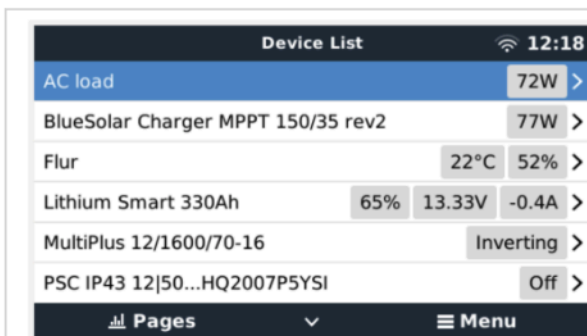 Device List 12:18
AC load 72W
BlueSolar Charger MPPT 150/35 rev2 77W
Flur 22°C 52%
Lithium Smart 330Ah 65% 13.33V -0.4A
MultiPlus 12/1600/70-16 Inverting
PSC IP43 12|50...HQ2007P5YSI Off
Pages Menu